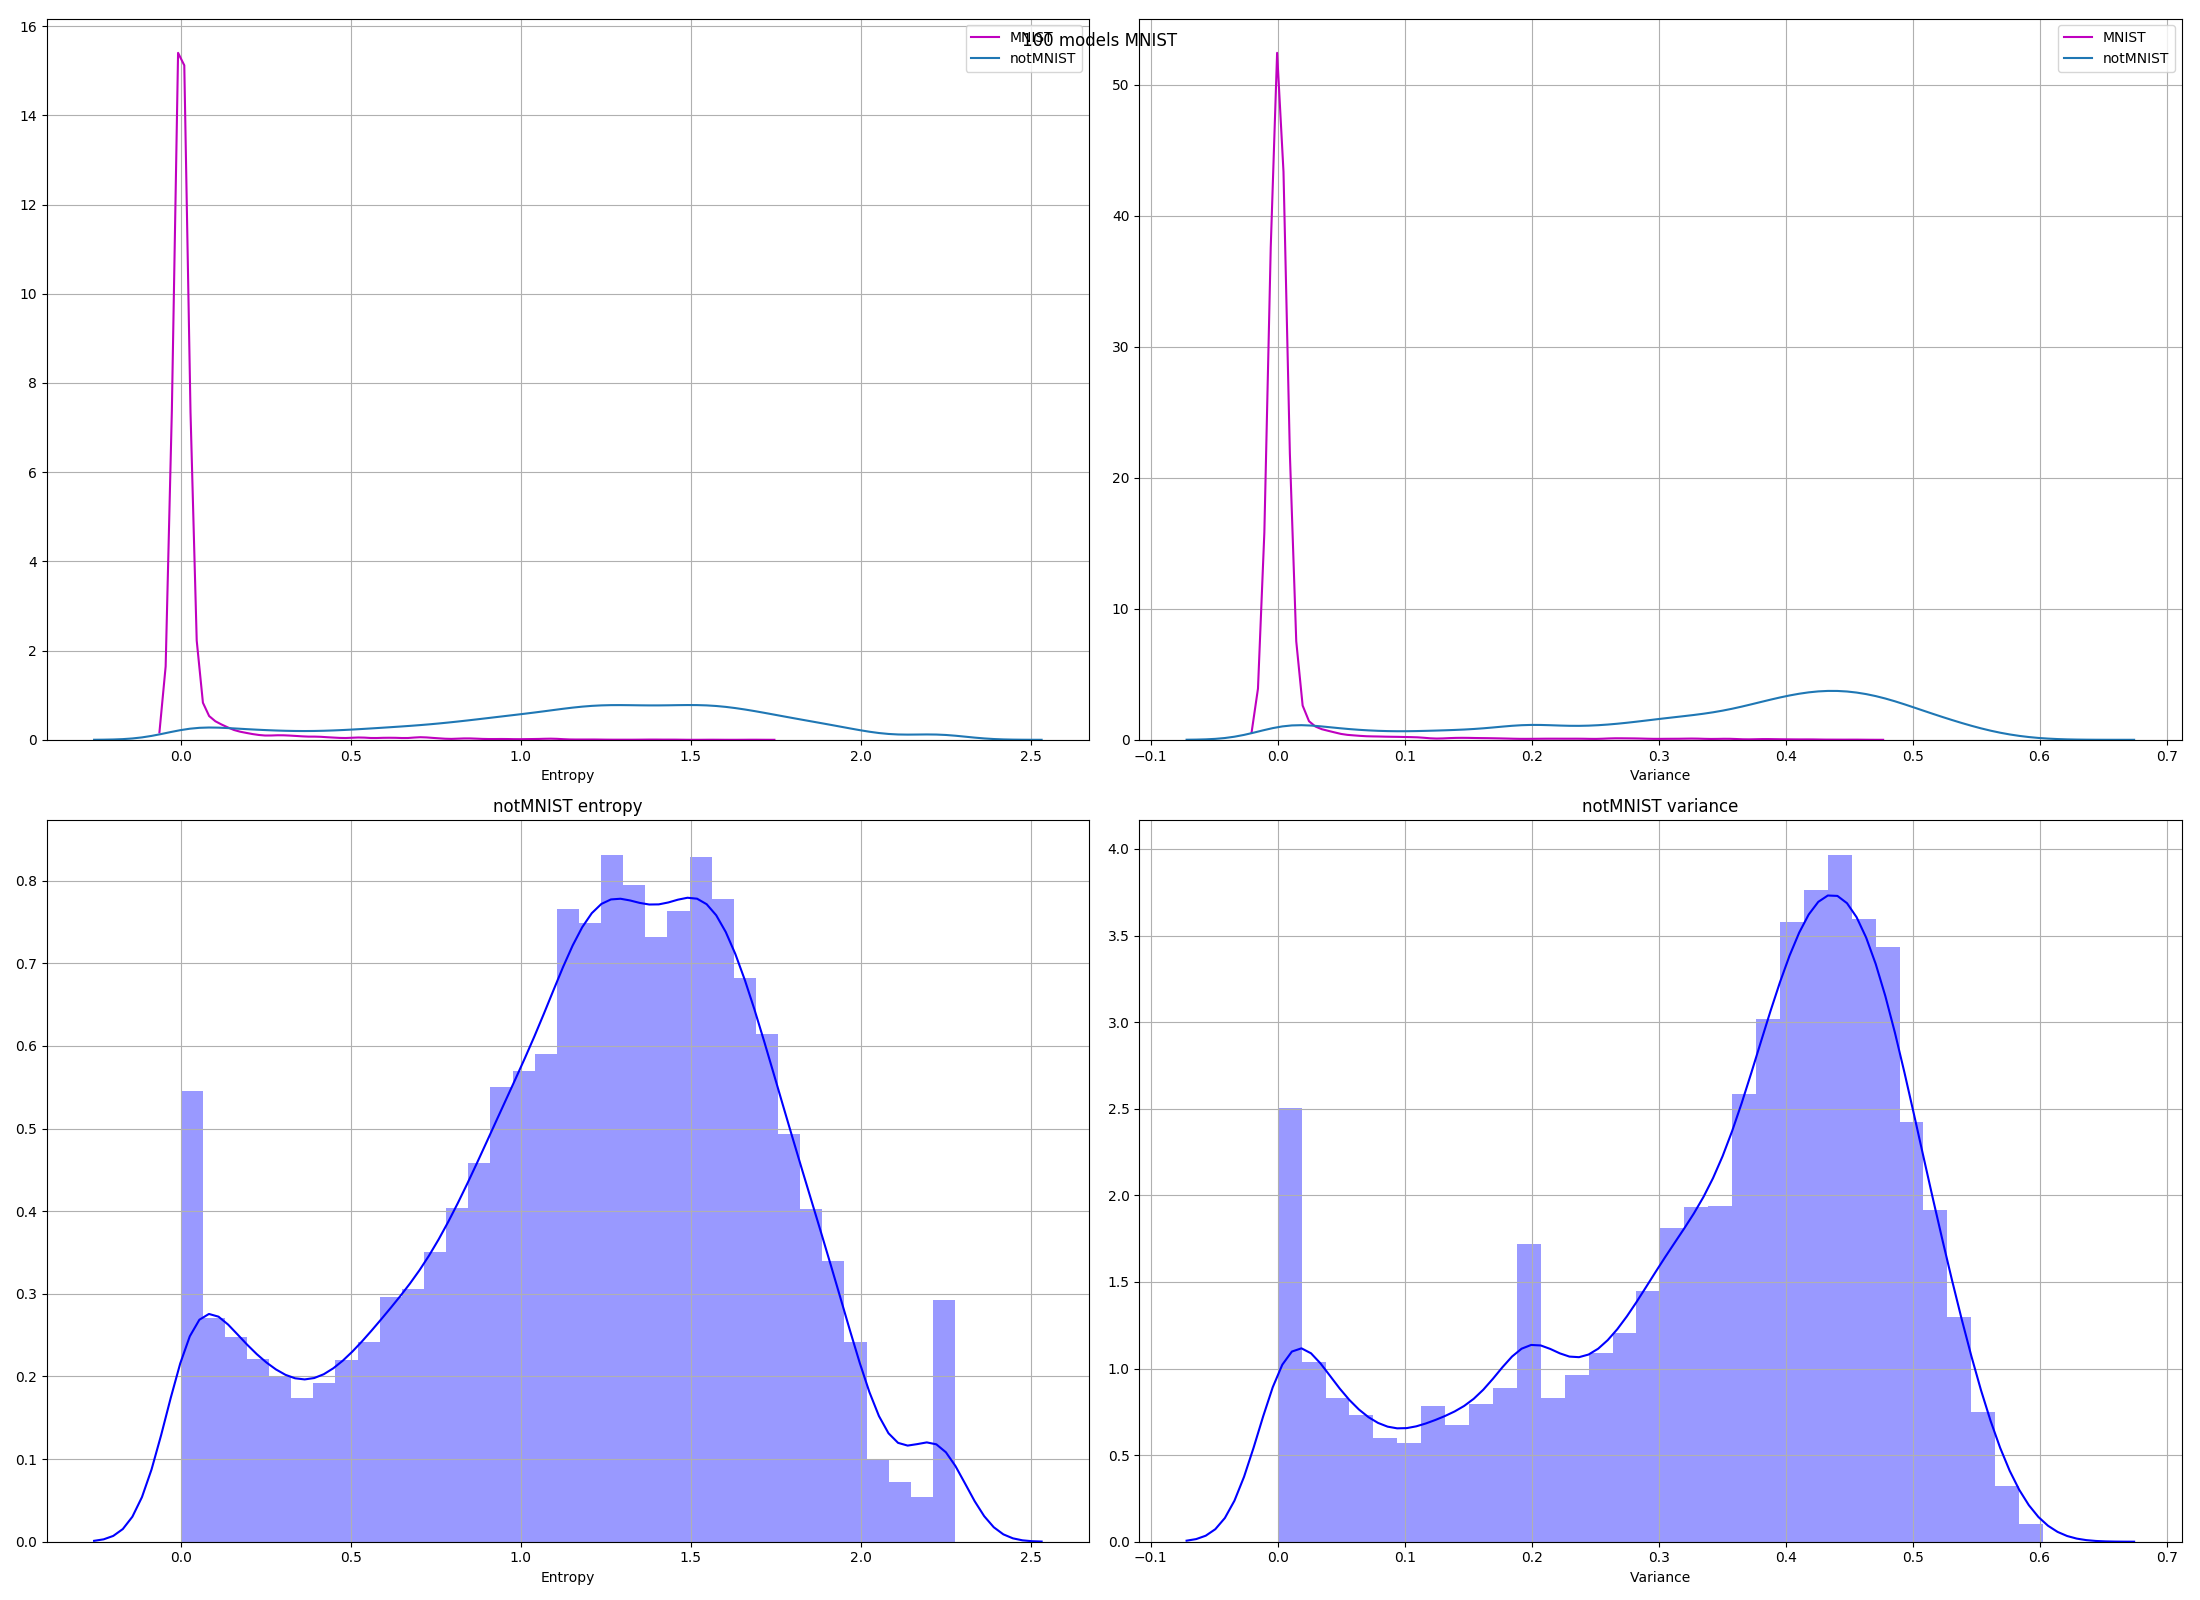 100 models MNIST
MNIST
notMNIST
16
14
12
10
8
6
4
2
0
0.0 0.5 1.0 1.5 2.0 2.5
Entropy
MNIST
notMNIST
50
40
30
20
10
0
−0.1 0.0 0.1 0.2 0.3 0.4 0.5 0.6 0.7
Variance
notMNIST entropy
0.8
0.7
0.6
0.5
0.4
0.3
0.2
0.1
0.0
0.0 0.5 1.0 1.5 2.0 2.5
Entropy
notMNIST variance
4.0
3.5
3.0
2.5
2.0
1.5
1.0
0.5
0.0
−0.1 0.0 0.1 0.2 0.3 0.4 0.5 0.6 0.7
Variance